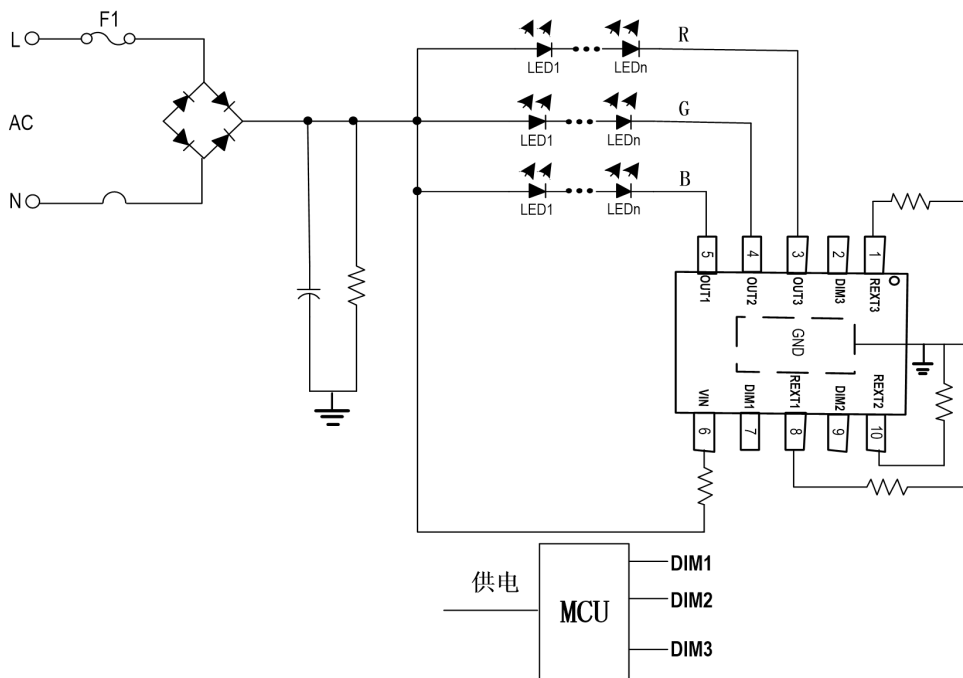 F1
L
AC
N
LED1
LEDn
R
LED1
LEDn
G
LED1
LEDn
B
5
4
3
2
1
OUT1
OUT2
OUT3
DIM3
REXT3
GND
VIN
DIM1
REXT1
DIM2
REXT2
6
7
8
9
10
供电
MCU
DIM1
DIM2
DIM3